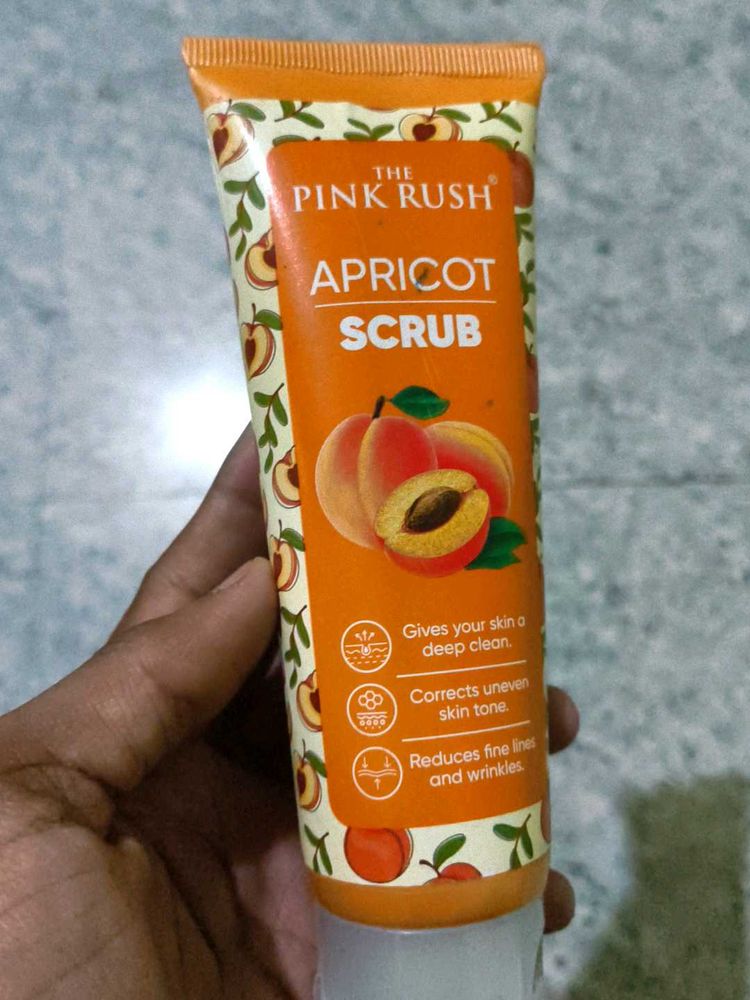 THE
PINK RUSH®
APRICOT
SCRUB
Gives your skin a
deep clean.
Corrects uneven
skin tone.
Reduces fine lines
and wrinkles.